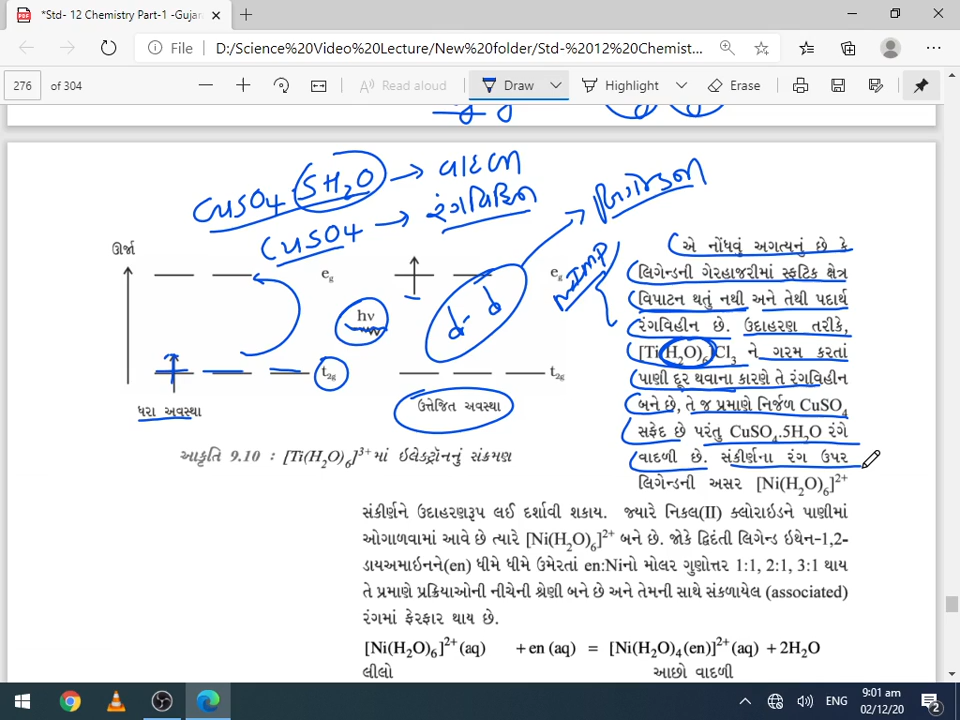 *Std- 12 Chemistry Part-1 -Gujar
File D:/Science%20Video%20Lecture/New%20folder/Std-%2012%20Chemist...
276 of 304 Read aloud Draw Highlight Erase
CuSO4 5H2O → વાદળી
CuSO4 → રંગવિહિન
લિગેન્ડની
NIMP
d-d
ઊર્જા
eg
eg
hν
t2g
t2g
ધરા અવસ્થા
ઉત્તેજિત અવસ્થા
આકૃતિ 9.10 : [Ti(H₂O)₆]³⁺માં ઇલેક્ટ્રૉનનું સંક્રમણ
એ નોંધવું અગત્યનું છે કે
લિગેન્ડની ગેરહાજરીમાં સ્ફટિક ક્ષેત્ર
વિપાટન થતું નથી અને તેથી પદાર્થ
રંગવિહીન છે. ઉદાહરણ તરીકે,
[Ti(H₂O)₆]Cl₃ ને ગરમ કરતાં
પાણી દૂર થવાના કારણે તે રંગવિહીન
બને છે, તે જ પ્રમાણે નિર્જળ CuSO₄
સફેદ છે પરંતુ CuSO₄.5H₂O રંગે
વાદળી છે. સંકીર્ણના રંગ ઉપર
લિગેન્ડની અસર [Ni(H₂O)₆]²⁺
સંકીર્ણને ઉદાહરણરૂપ લઈ દર્શાવી શકાય. જ્યારે નિકલ(II) ક્લોરાઇડને પાણીમાં
ઓગાળવામાં આવે છે ત્યારે [Ni(H₂O)₆]²⁺ બને છે. જોકે દ્વિદંતી લિગેન્ડ ઇથેન-1,2-
ડાયઅમાઇનને(en) ધીમે ધીમે ઉમેરતાં en:Niનો મોલર ગુણોત્તર 1:1, 2:1, 3:1 થાય
તે પ્રમાણે પ્રક્રિયાઓની નીચેની શ્રેણી બને છે અને તેમની સાથે સંકળાયેલ (associated)
રંગમાં ફેરફાર થાય છે.
[Ni(H₂O)₆]²⁺(aq) + en (aq) = [Ni(H₂O)₄(en)]²⁺(aq) + 2H₂O
લીલો આછો વાદળી
ENG 9:01 am
02/12/20
2